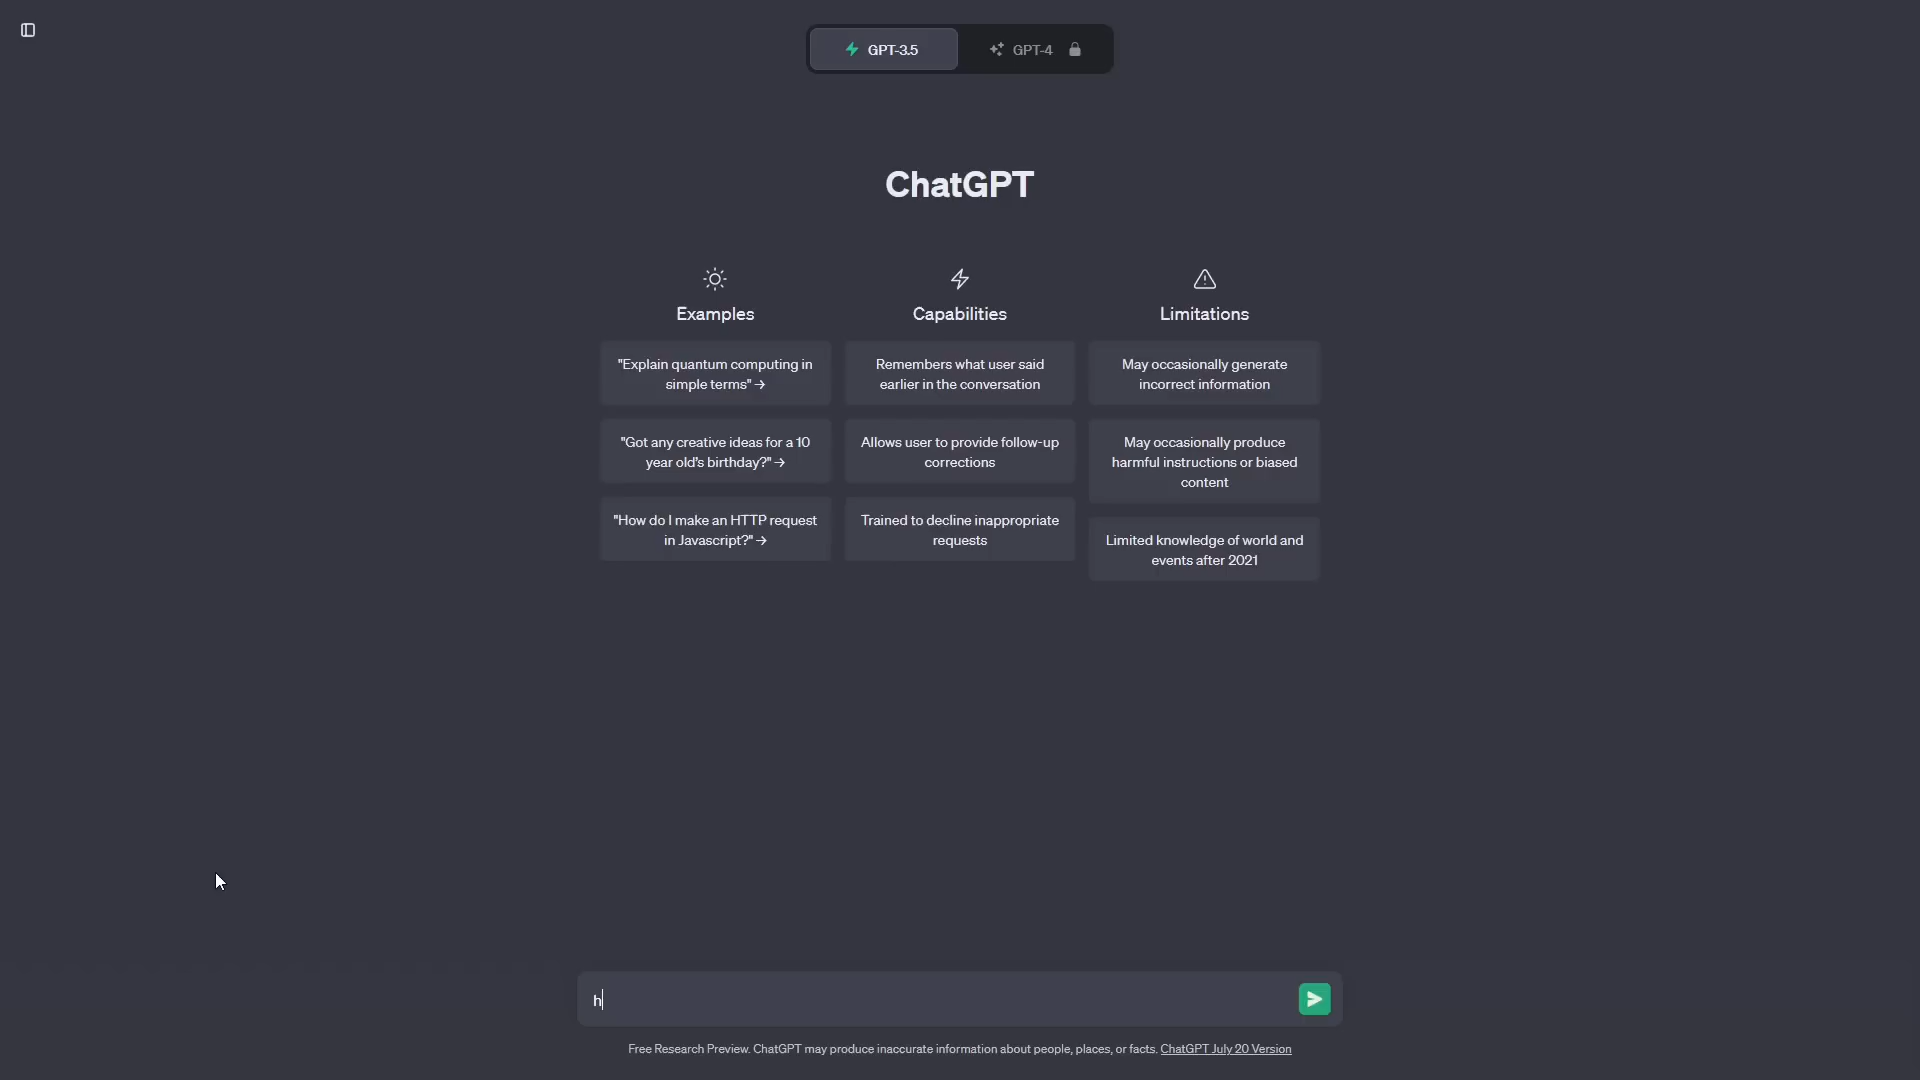 GPT-3.5
GPT-4
ChatGPT
Examples
"Explain quantum computing in
simple terms" →
"Got any creative ideas for a 10
year old's birthday?" →
"How do I make an HTTP request
in Javascript?" →
Capabilities
Remembers what user said
earlier in the conversation
Allows user to provide follow-up
corrections
Trained to decline inappropriate
requests
Limitations
May occasionally generate
incorrect information
May occasionally produce
harmful instructions or biased
content
Limited knowledge of world and
events after 2021
h
Free Research Preview. ChatGPT may produce inaccurate information about people, places, or facts. ChatGPT July 20 Version